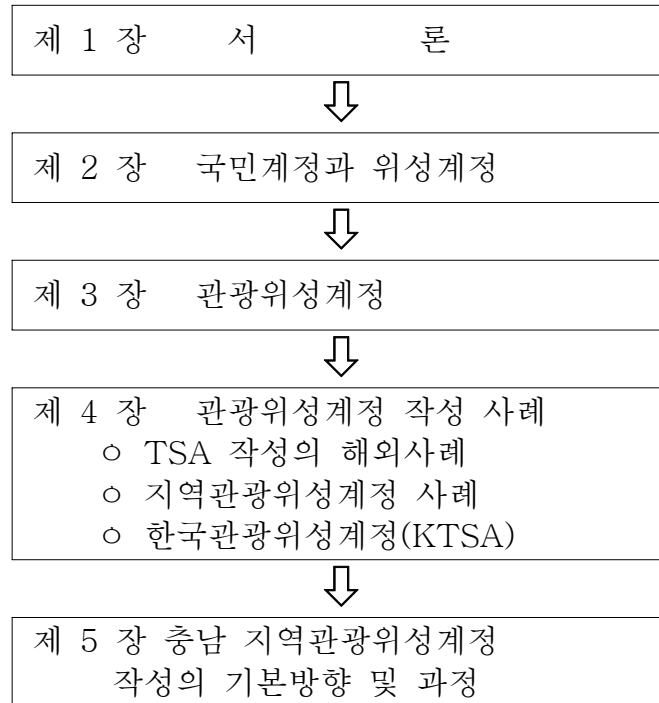 제 1 장 서 론
제 2 장 국민계정과 위성계정
제 3 장 관광위성계정
제 4 장 관광위성계정 작성 사례
ㅇ TSA 작성의 해외사례
ㅇ 지역관광위성계정 사례
ㅇ 한국관광위성계정(KTSA)
제 5 장 충남 지역관광위성계정
작성의 기본방향 및 과정